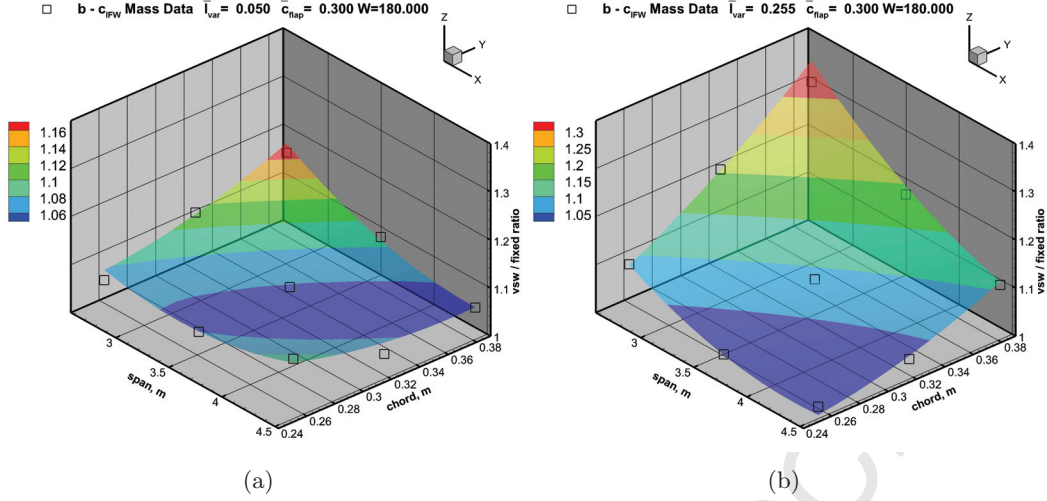 b - c_IFW Mass Data l̅_var = 0.050 c̅_flap = 0.300 W=180.000
Z
Y
X
1.16
1.14
1.12
1.1
1.08
1.06
1.4
1.3
1.2
1.1
1
vsw / fixed ratio
3
3.5
4
4.5
span, m
0.24
0.26
0.28
0.3
0.32
0.34
0.36
0.38
chord, m
(a)
b - c_IFW Mass Data l̅_var = 0.255 c̅_flap = 0.300 W=180.000
Z
Y
X
1.3
1.25
1.2
1.15
1.1
1.05
1.4
1.3
1.2
1.1
1
vsw / fixed ratio
3
3.5
4
4.5
span, m
0.24
0.26
0.28
0.3
0.32
0.34
0.36
0.38
chord, m
(b)